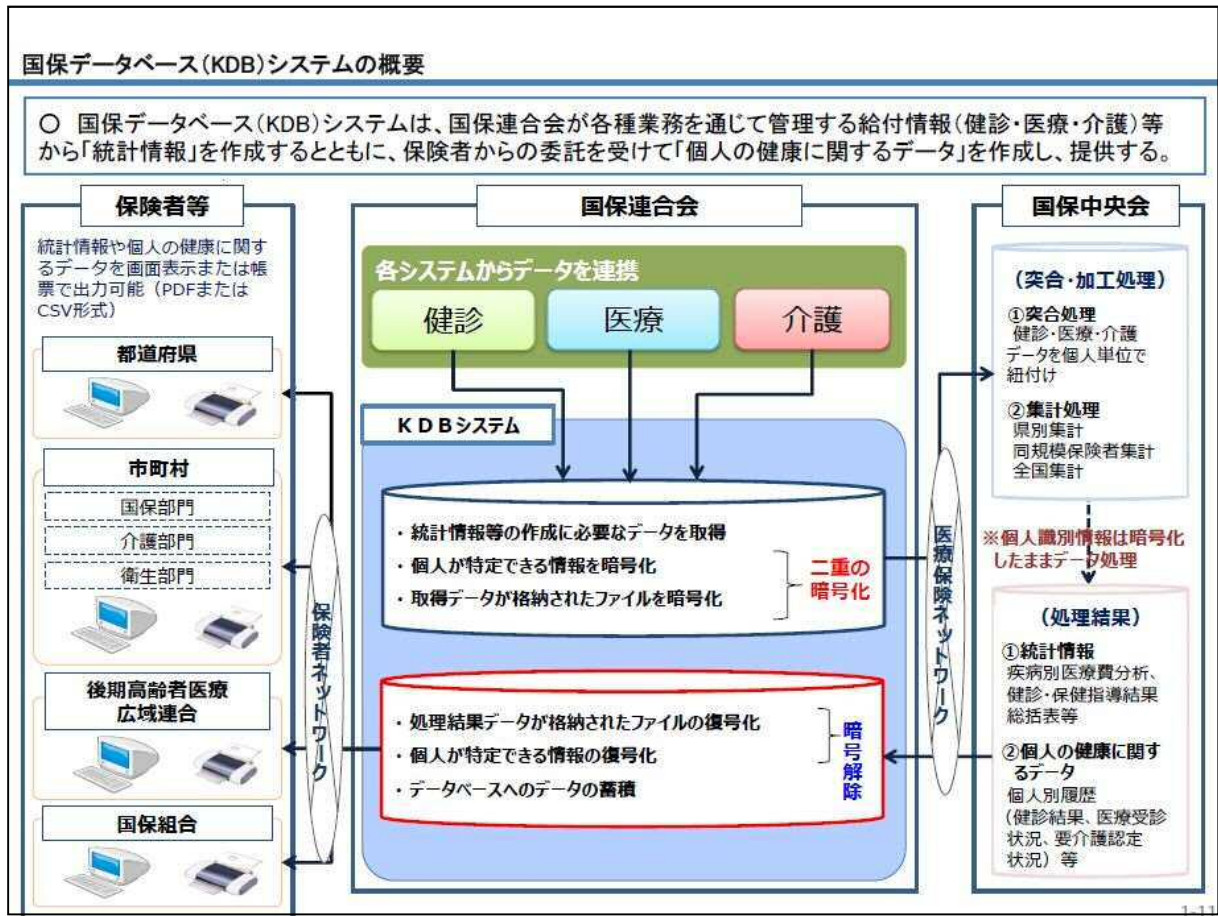 国保データベース(KDB)システムの概要
○ 国保データベース(KDB)システムは、国保連合会が各種業務を通じて管理する給付情報(健診・医療・介護)等
から「統計情報」を作成するとともに、保険者からの委託を受けて「個人の健康に関するデータ」を作成し、提供する。
保険者等
統計情報や個人の健康に関す
るデータを画面表示または帳
票で出力可能（PDFまたは
CSV形式）
都道府県
市町村
国保部門
介護部門
衛生部門
後期高齢者医療
広域連合
国保組合
保険者ネットワーク
国保連合会
各システムからデータを連携
健診
医療
介護
KDBシステム
・統計情報等の作成に必要なデータを取得
・個人が特定できる情報を暗号化
・取得データが格納されたファイルを暗号化
二重の
暗号化
・処理結果データが格納されたファイルの復号化
・個人が特定できる情報の復号化
・データベースへのデータの蓄積
暗号解除
医療保険ネットワーク
国保中央会
（突合・加工処理）
①突合処理
健診・医療・介護
データを個人単位で
紐付け
②集計処理
県別集計
同規模保険者集計
全国集計
※個人識別情報は暗号化
したままデータ処理
（処理結果）
①統計情報
疾病別医療費分析、
健診・保健指導結果
総括表等
②個人の健康に関す
るデータ
個人別履歴
(健診結果、医療受診
状況、要介護認定
状況）等
1-11